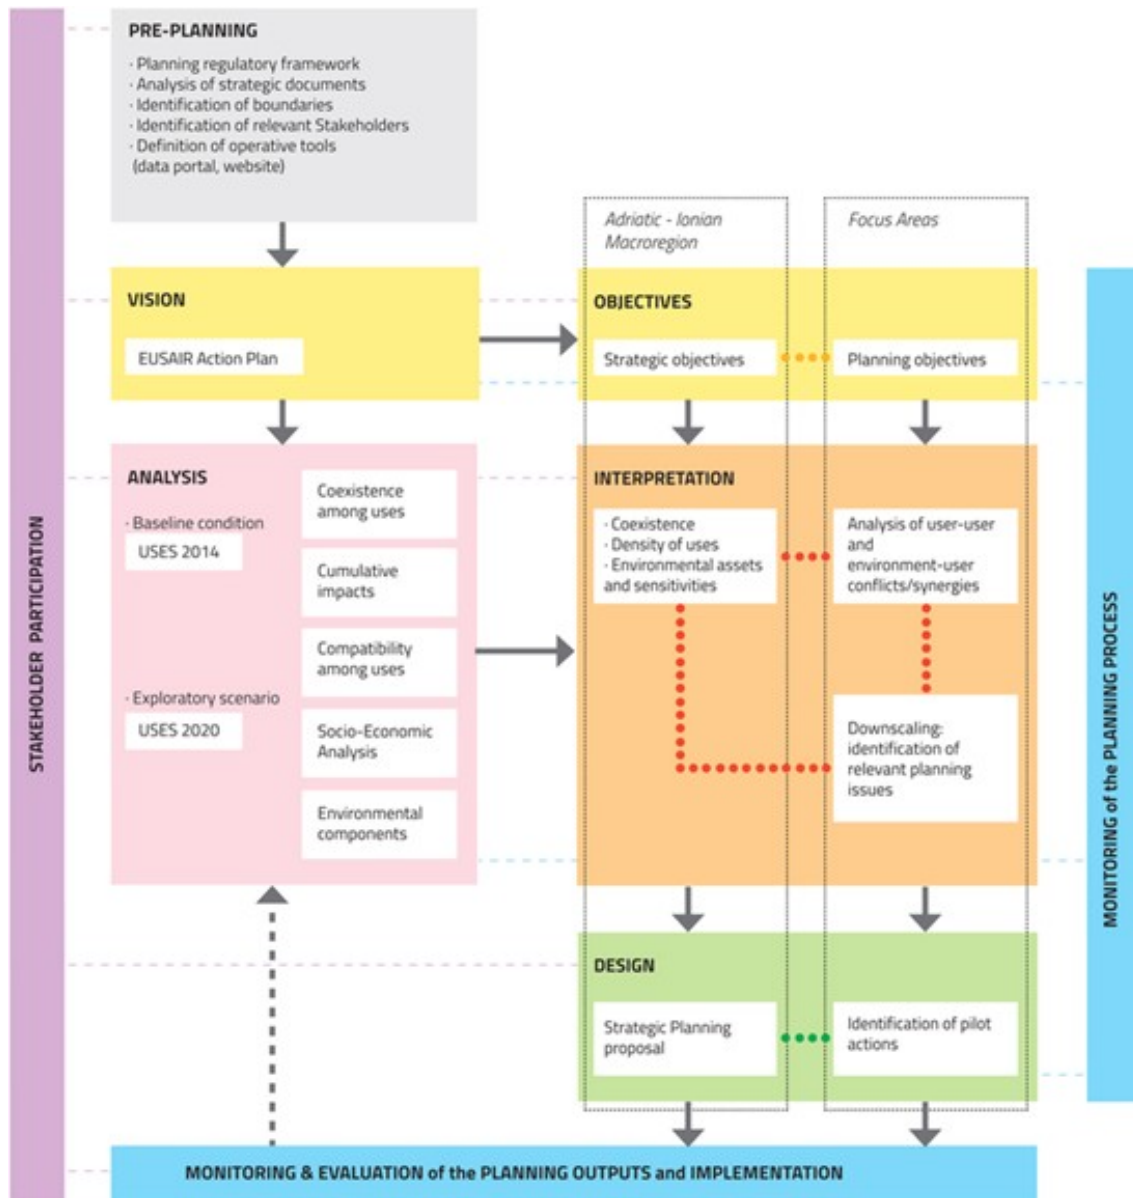 PRE-PLANNING
· Planning regulatory framework
· Analysis of strategic documents
· Identification of boundaries
· Identification of relevant Stakeholders
· Definition of operative tools
(data portal, website)
Adriatic - Ionian
Macroregion
Focus Areas
VISION
EUSAIR Action Plan
OBJECTIVES
Strategic objectives
Planning objectives
ANALYSIS
· Baseline condition
USES 2014
· Exploratory scenario
USES 2020
Coexistence
among uses
Cumulative
impacts
Compatibility
among uses
Socio-Economic
Analysis
Environmental
components
INTERPRETATION
· Coexistence
· Density of uses
· Environmental assets
and sensitivities
Analysis of user-user
and
environment-user
conflicts/synergies
Downscaling:
identification of
relevant planning
issues
DESIGN
Strategic Planning
proposal
Identification of pilot
actions
MONITORING & EVALUATION of the PLANNING OUTPUTS and IMPLEMENTATION
STAKEHOLDER PARTICIPATION
MONITORING of the PLANNING PROCESS